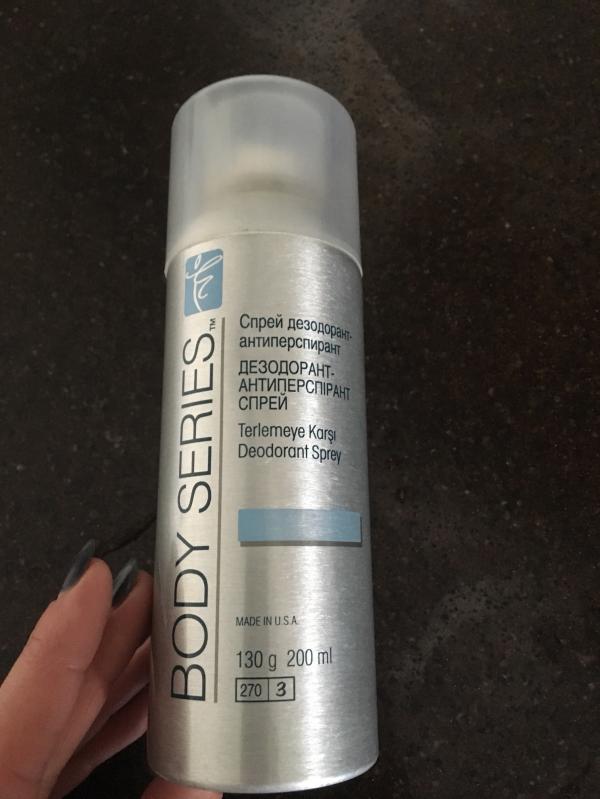 BODY SERIES™
Спрей дезодорант-
антиперспирант
ДЕЗОДОРАНТ-
АНТИПЕРСПІРАНТ
СПРЕЙ
Terlemeye Karşı
Deodorant Sprey
MADE IN U.S.A.
130 g 200 ml
270 3